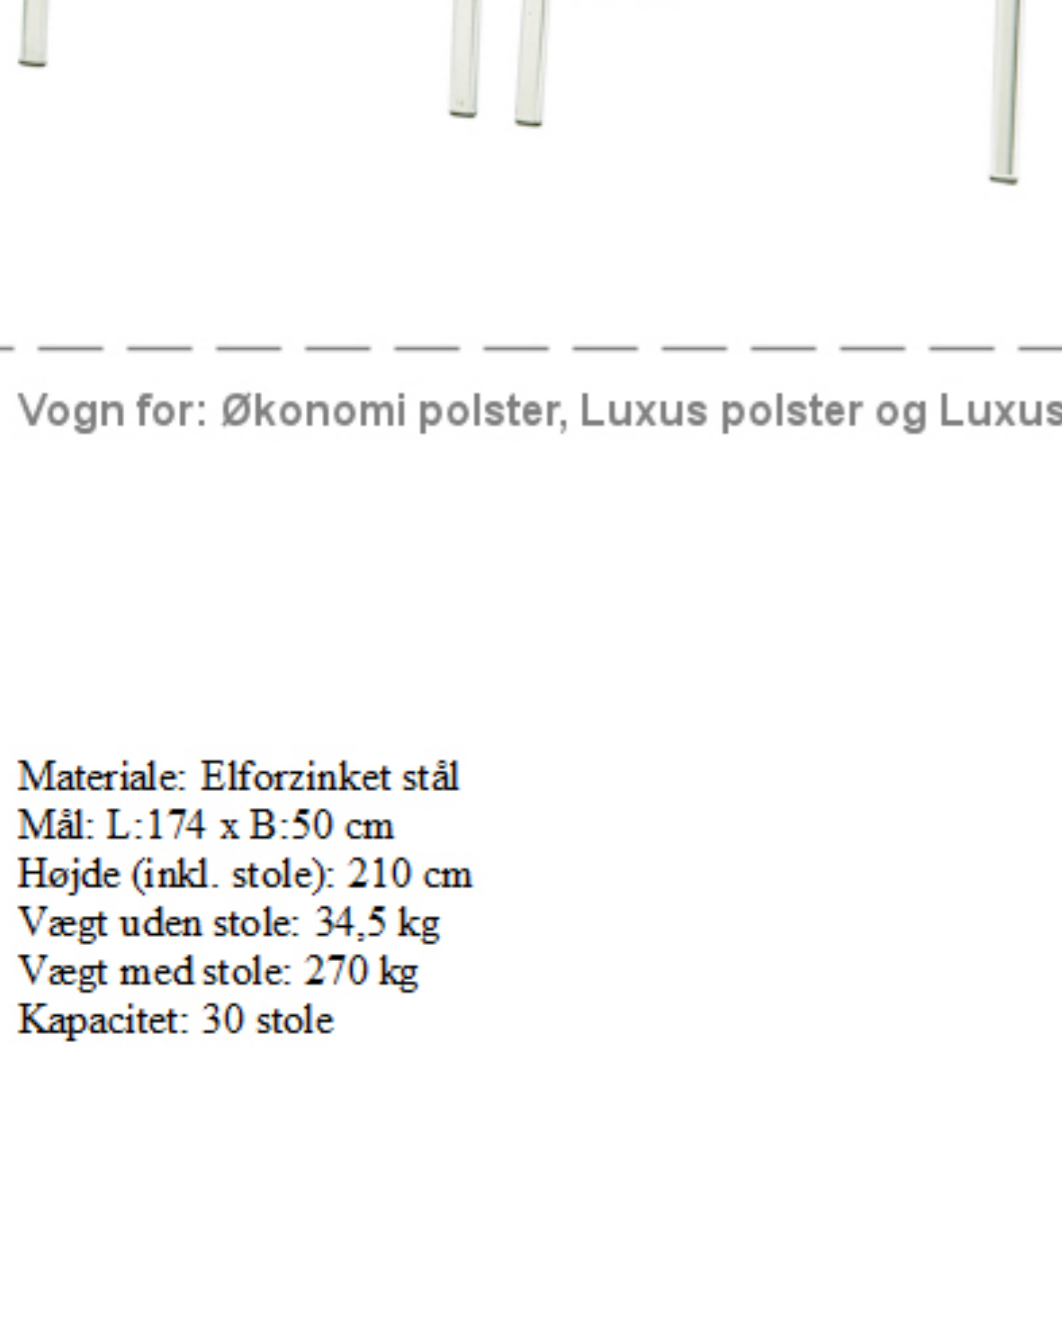 Vogn for: Økonomi polster, Luxus polster og Luxus
Materiale: Elforzinket stål
Mål: L:174 x B:50 cm
Højde (inkl. stole): 210 cm
Vægt uden stole: 34,5 kg
Vægt med stole: 270 kg
Kapacitet: 30 stole